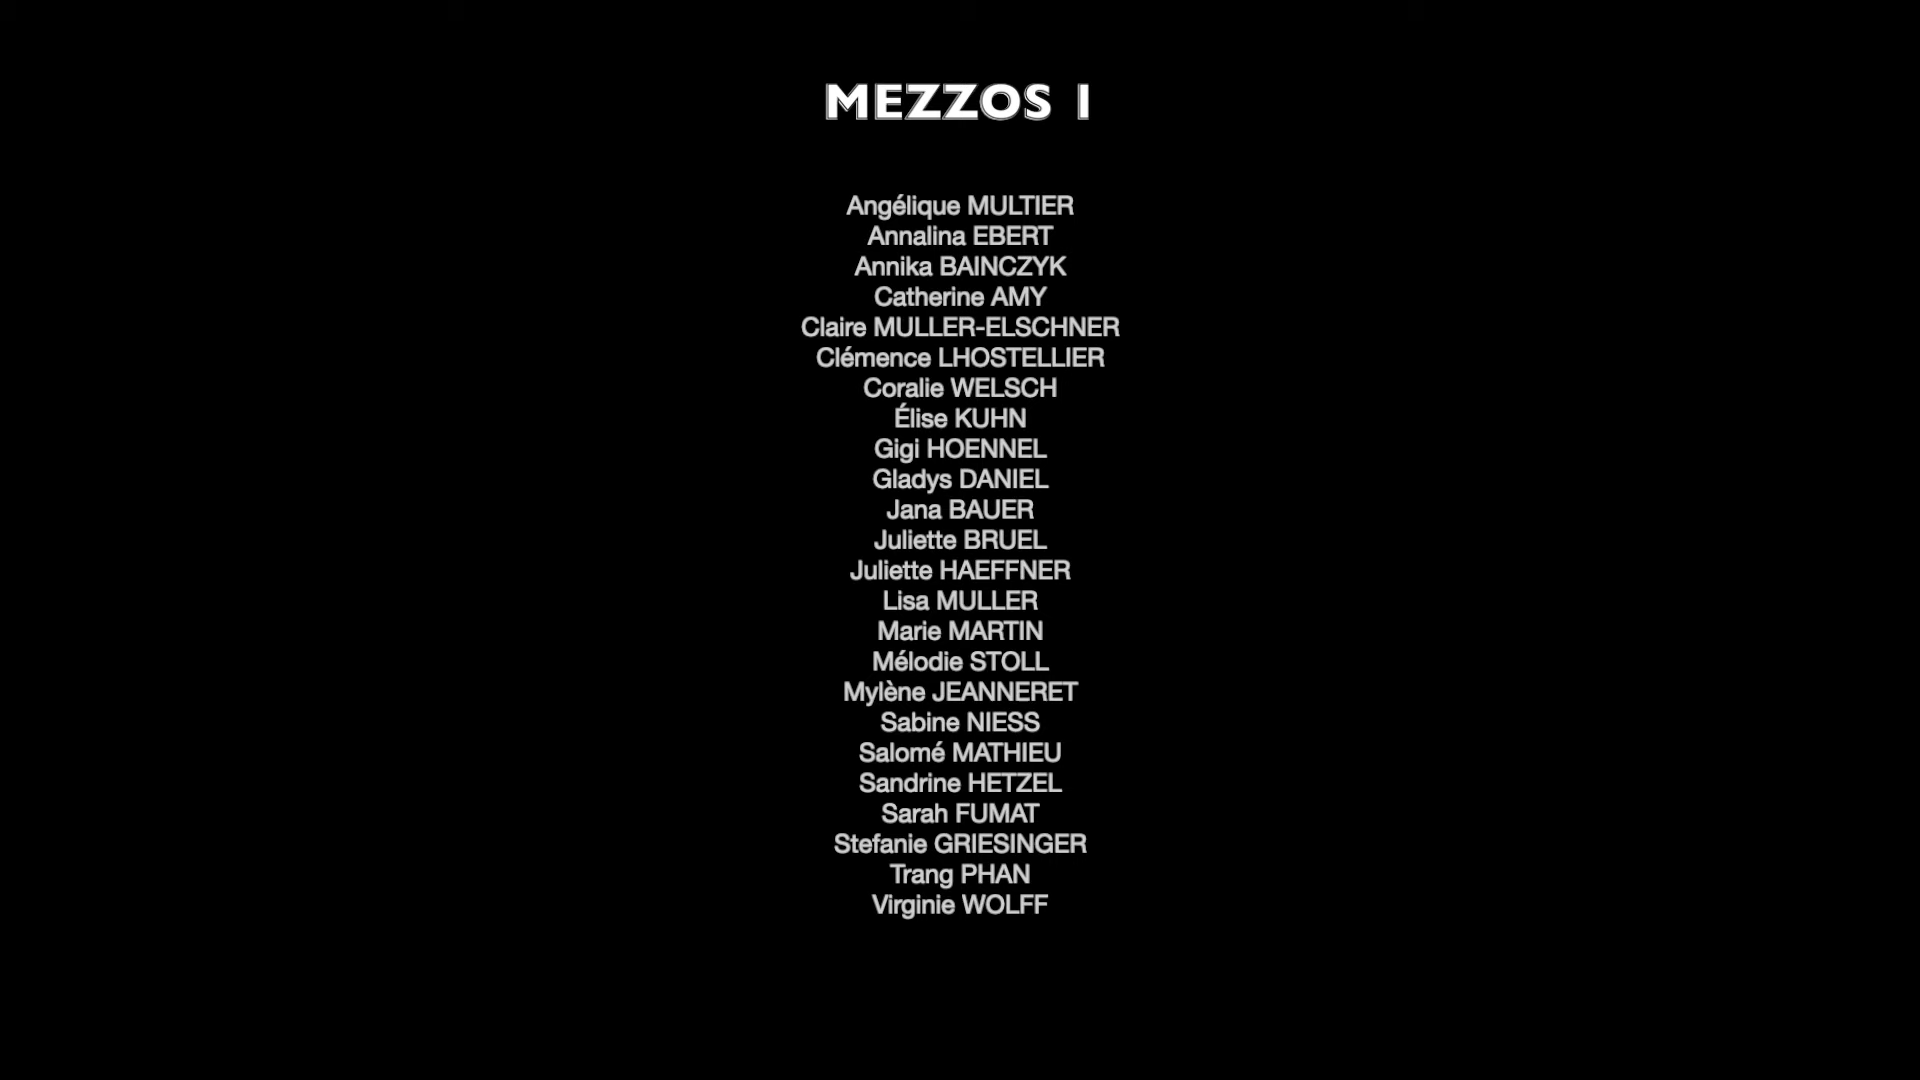 MEZZOS 1
Angélique MULTIER
Annalina EBERT
Annika BAINCZYK
Catherine AMY
Claire MULLER-ELSCHNER
Clémence LHOSTELLIER
Coralie WELSCH
Élise KUHN
Gigi HOENNEL
Gladys DANIEL
Jana BAUER
Juliette BRUEL
Juliette HAEFFNER
Lisa MULLER
Marie MARTIN
Mélodie STOLL
Mylène JEANNERET
Sabine NIESS
Salomé MATHIEU
Sandrine HETZEL
Sarah FUMAT
Stefanie GRIESINGER
Trang PHAN
Virginie WOLFF